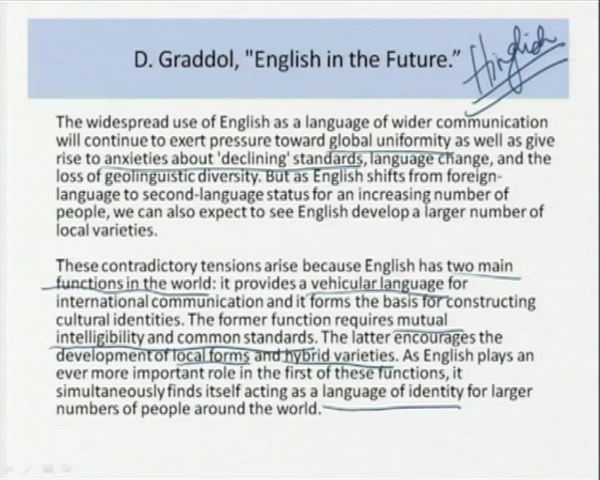 D. Graddol, "English in the Future.”
Hinglish
The widespread use of English as a language of wider communication
will continue to exert pressure toward global uniformity as well as give
rise to anxieties about 'declining' standards, language change, and the
loss of geolinguistic diversity. But as English shifts from foreign-
language to second-language status for an increasing number of
people, we can also expect to see English develop a larger number of
local varieties.
These contradictory tensions arise because English has two main
functions in the world: it provides a vehicular language for
international communication and it forms the basis for constructing
cultural identities. The former function requires mutual
intelligibility and common standards. The latter encourages the
development of local forms and hybrid varieties. As English plays an
ever more important role in the first of these functions, it
simultaneously finds itself acting as a language of identity for larger
numbers of people around the world.